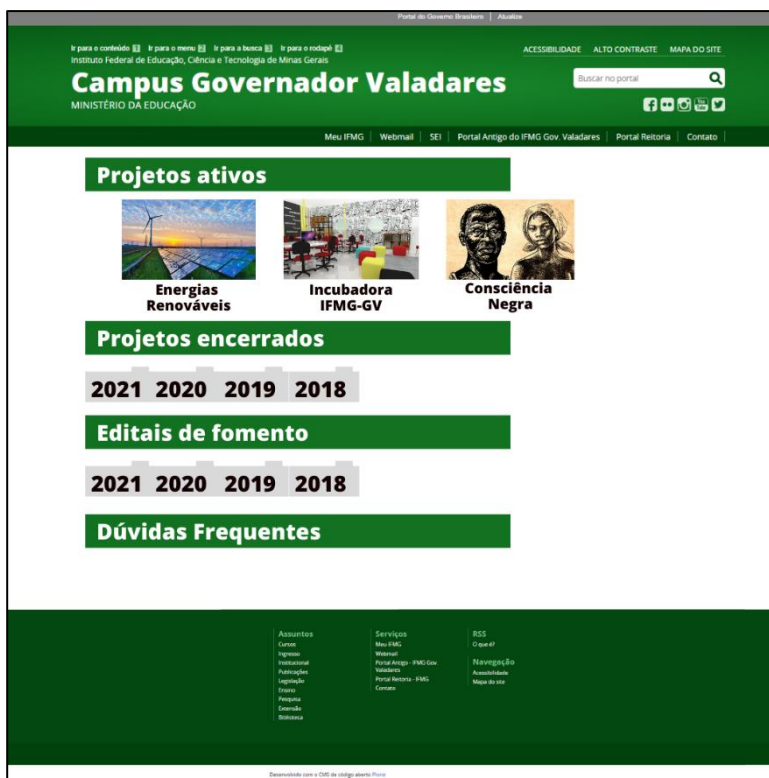 Portal do Governo Brasileiro | Atualize
Ir para o conteúdo 1 Ir para o menu 2 Ir para a busca 3 Ir para o rodapé 4
ACESSIBILIDADE ALTO CONTRASTE MAPA DO SITE
Instituto Federal de Educação, Ciência e Tecnologia de Minas Gerais
Campus Governador Valadares
Buscar no portal
MINISTÉRIO DA EDUCAÇÃO
Meu IFMG | Webmail | SEI | Portal Antigo do IFMG Gov. Valadares | Portal Reitoria | Contato
Projetos ativos
Energias
Renováveis
Incubadora
IFMG-GV
Consciência
Negra
Projetos encerrados
2021 2020 2019 2018
Editais de fomento
2021 2020 2019 2018
Dúvidas Frequentes
Assuntos
Cursos
Ingresso
Institucional
Publicações
Legislação
Ensino
Pesquisa
Extensão
Biblioteca
Serviços
Meu IFMG
Webmail
Portal Antigo - IFMG Gov.
Valadares
Portal Reitoria - IFMG
Contato
RSS
O que é?
Navegação
Acessibilidade
Mapa do site
Desenvolvido com o CMS de código aberto Plone